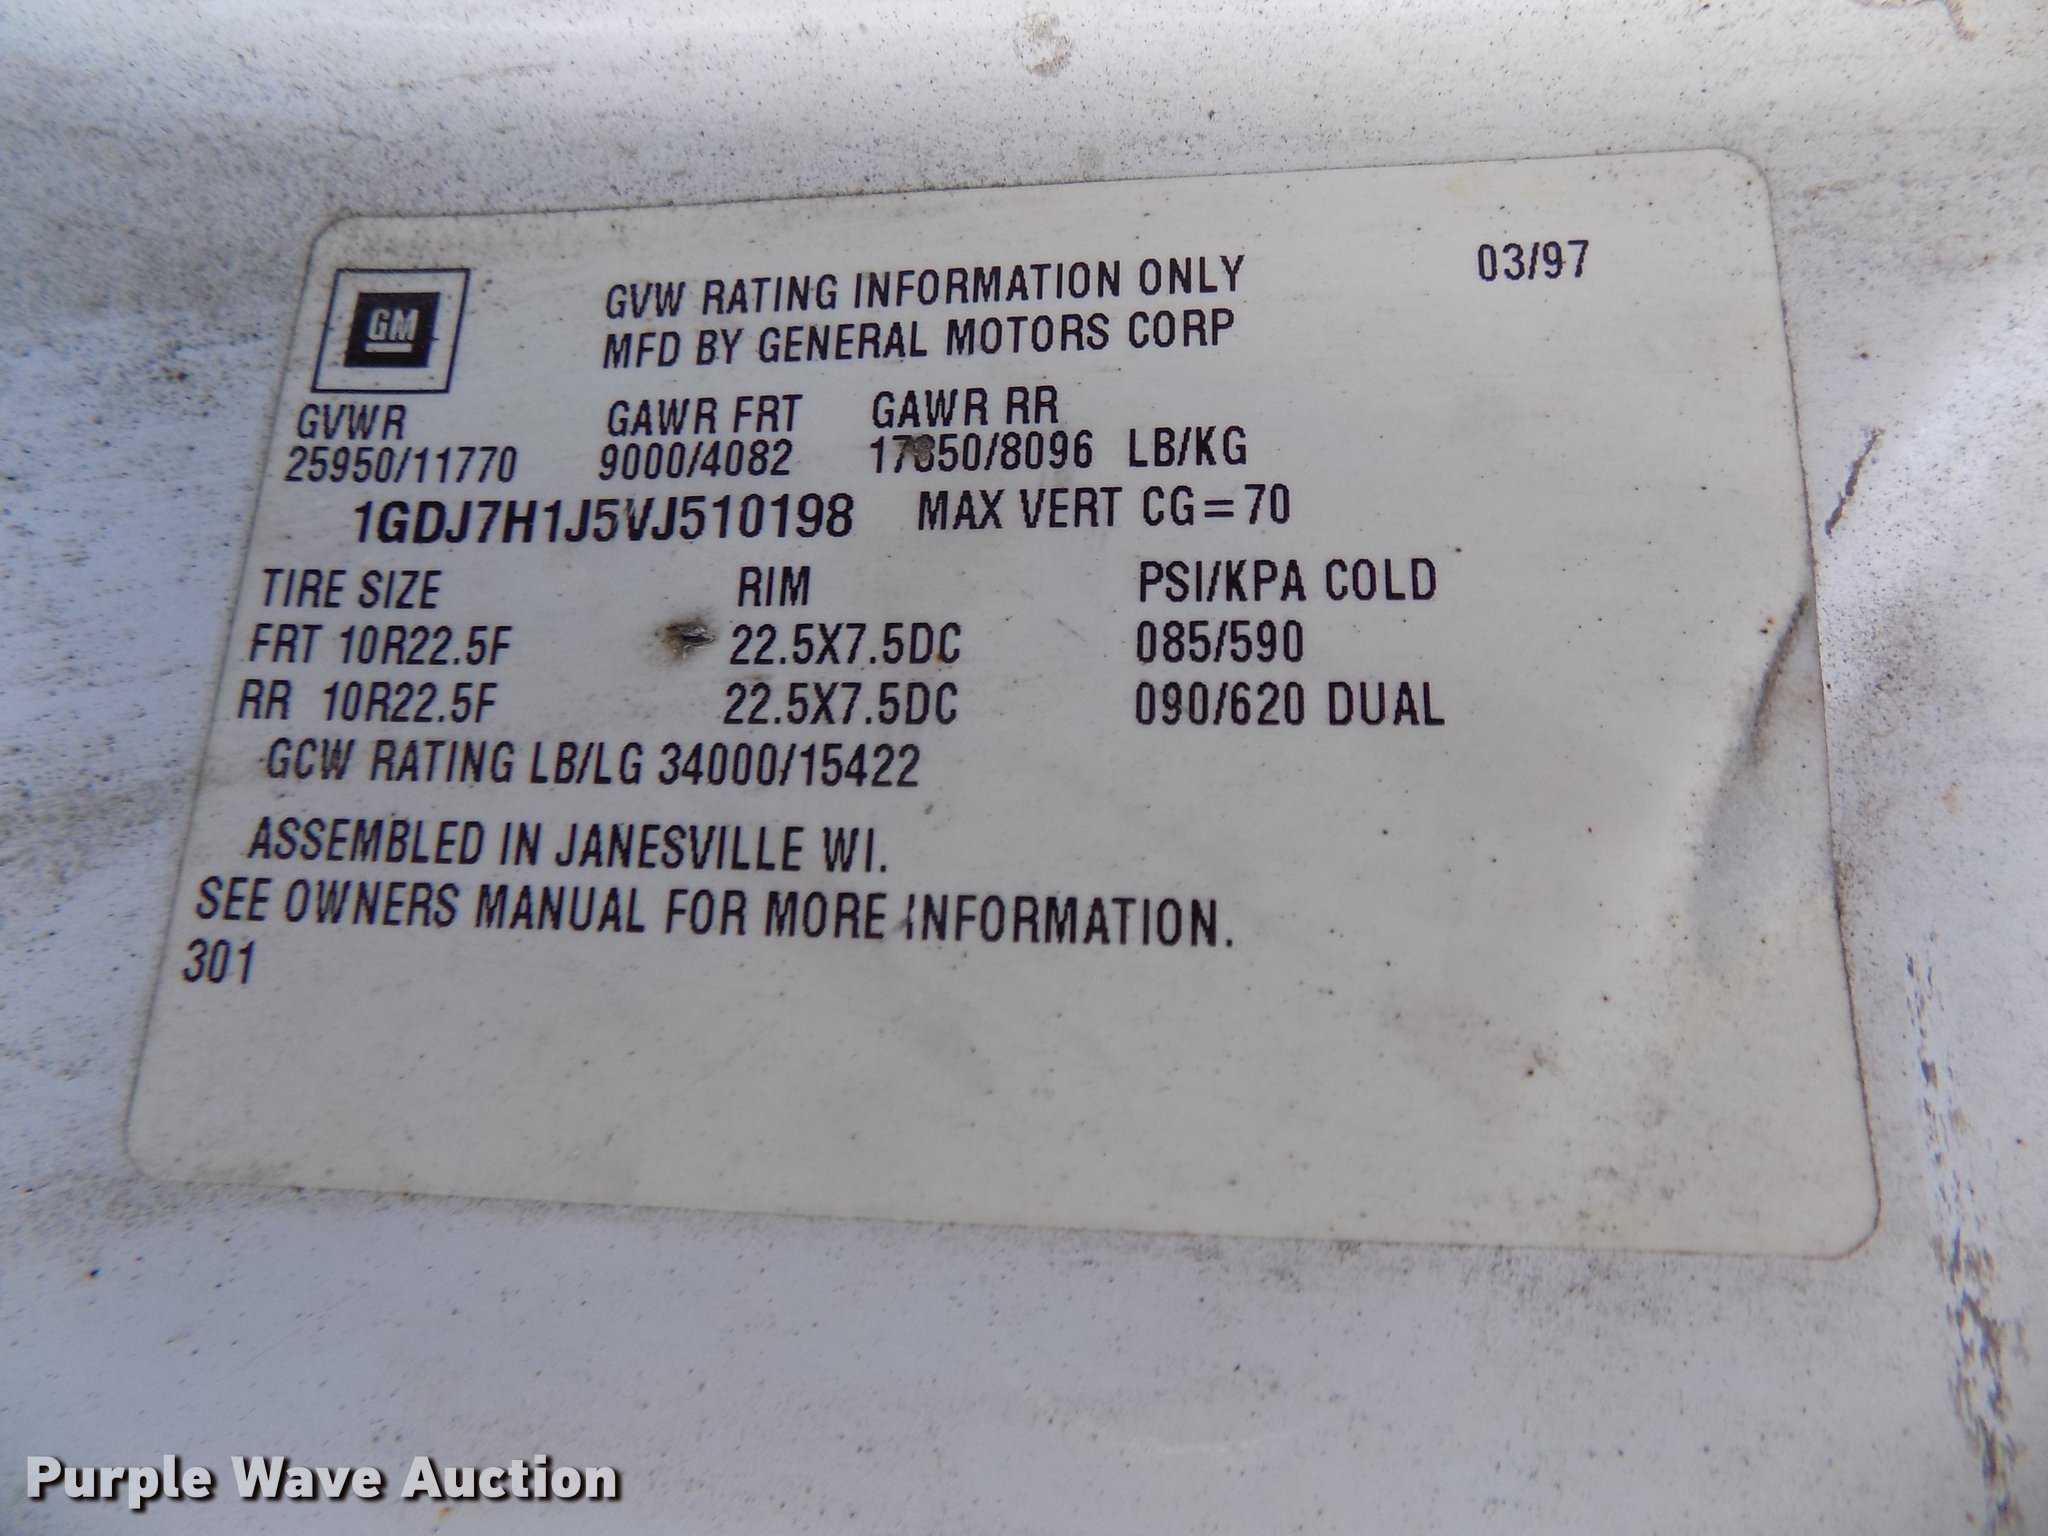 03/97
GM
GVW RATING INFORMATION ONLY
MFD BY GENERAL MOTORS CORP
GVWR GAWR FRT GAWR RR
25950/11770 9000/4082 17850/8096 LB/KG
1GDJ7H1J5VJ510198 MAX VERT CG=70
TIRE SIZE RIM PSI/KPA COLD
FRT 10R22.5F 22.5X7.5DC 085/590
RR 10R22.5F 22.5X7.5DC 090/620 DUAL
GCW RATING LB/LG 34000/15422
ASSEMBLED IN JANESVILLE WI.
SEE OWNERS MANUAL FOR MORE INFORMATION.
301
Purple Wave Auction